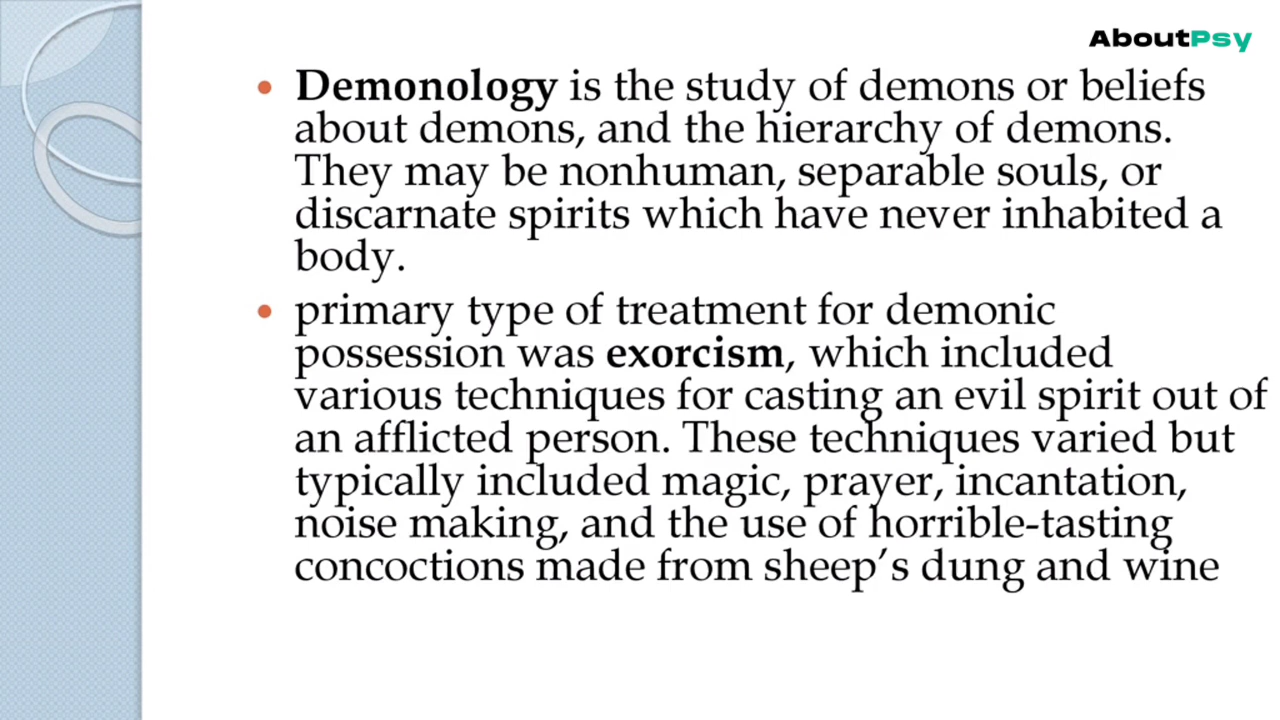 AboutPsy
Demonology is the study of demons or beliefs
about demons, and the hierarchy of demons.
They may be nonhuman, separable souls, or
discarnate spirits which have never inhabited a
body.
primary type of treatment for demonic
possession was exorcism, which included
various techniques for casting an evil spirit out of
an afflicted person. These techniques varied but
typically included magic, prayer, incantation,
noise making, and the use of horrible-tasting
concoctions made from sheep’s dung and wine